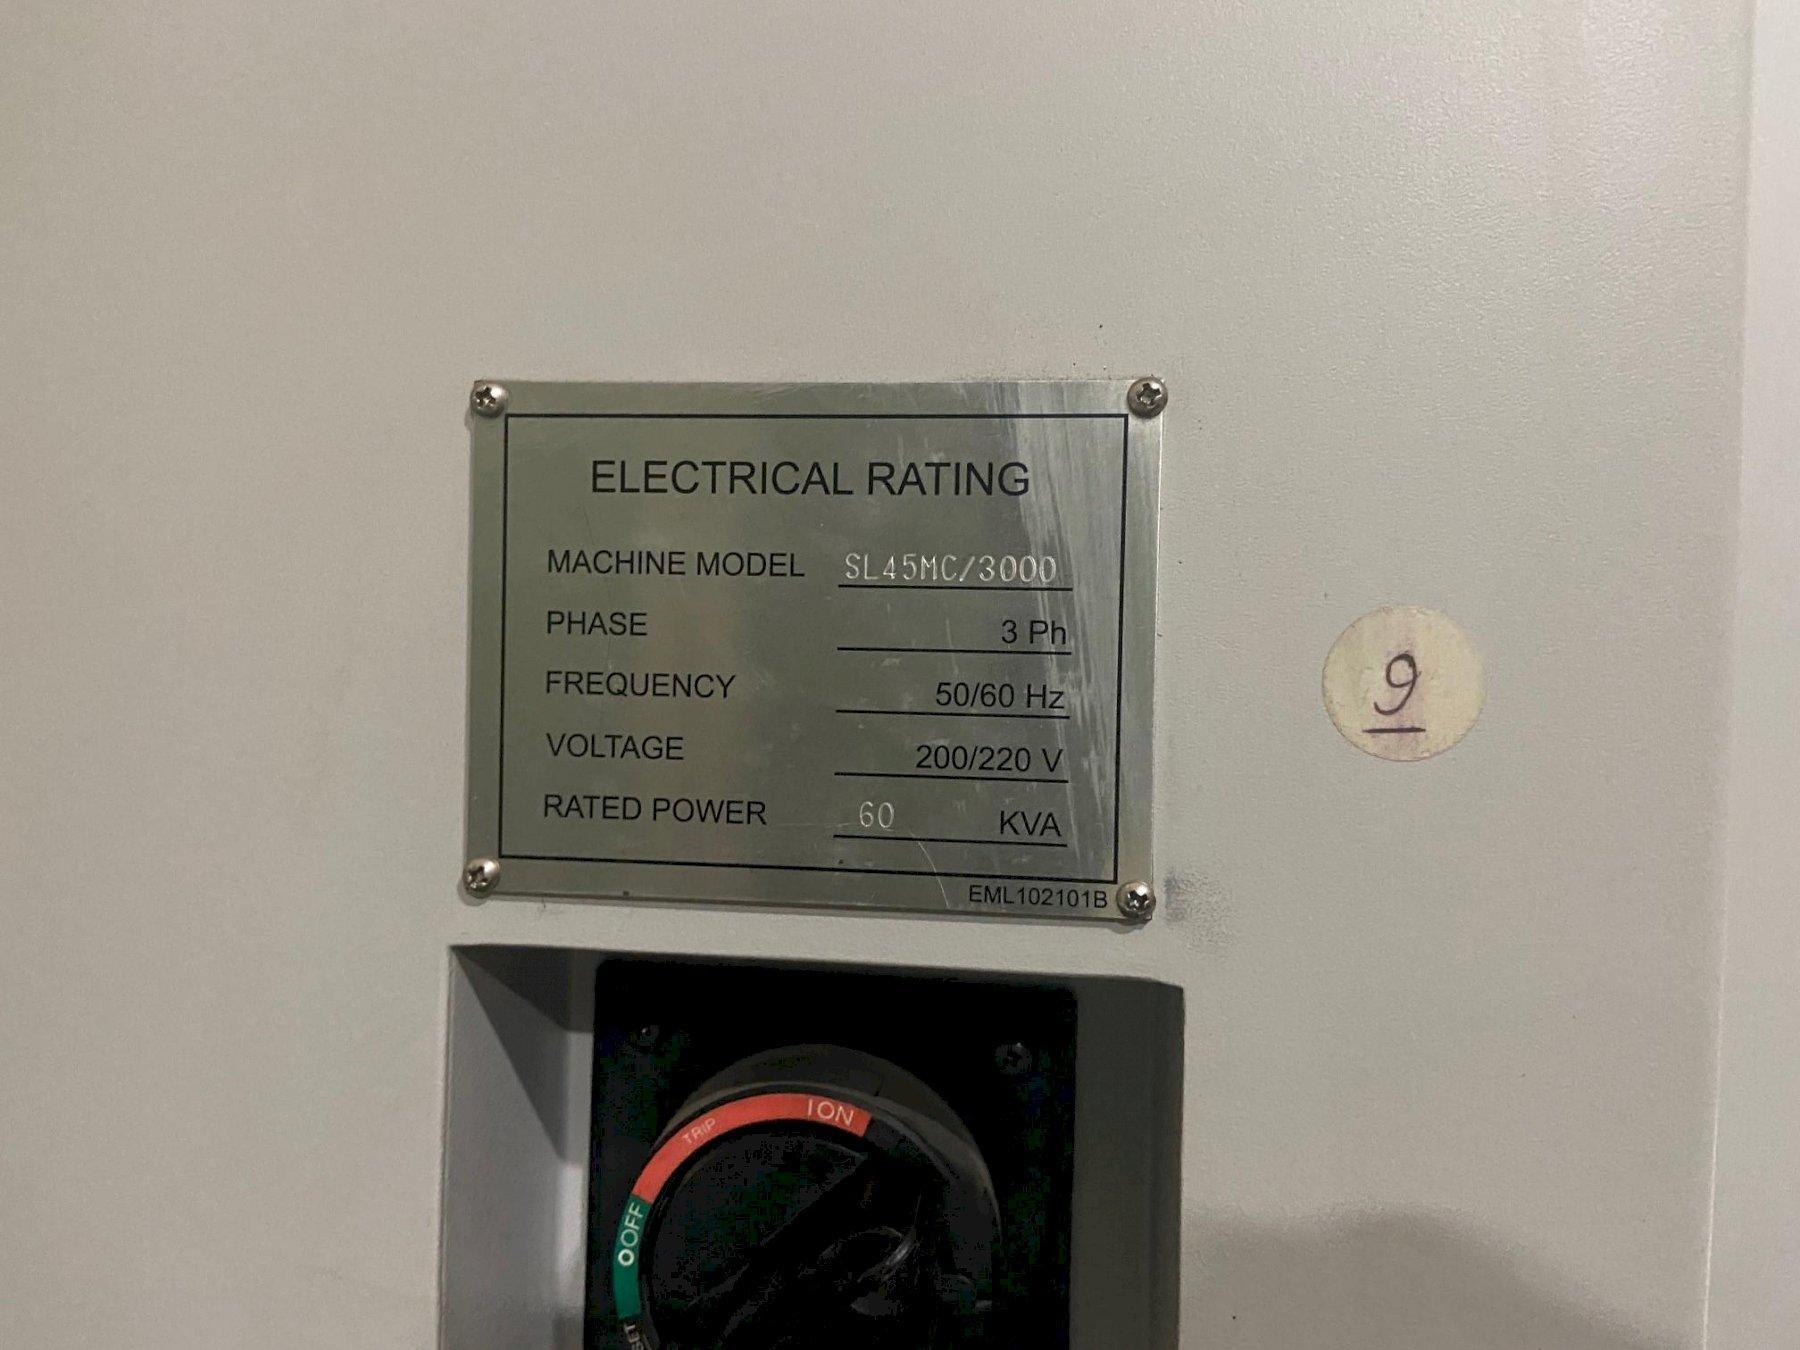 ELECTRICAL RATING
MACHINE MODEL SL45MC/3000
PHASE 3 Ph
FREQUENCY 50/60 Hz
VOLTAGE 200/220 V
RATED POWER 60 KVA
EML102101B
9
I ON
TRIP
O OFF